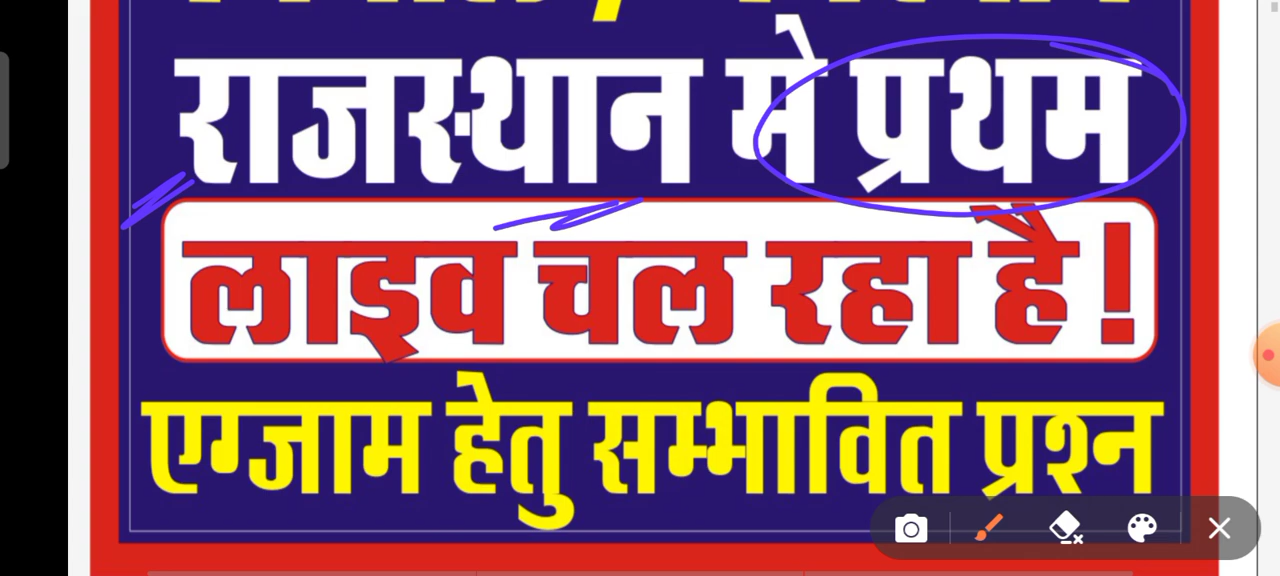 राजस्थान मे प्रथम
लाइव चल रहा है !
एग्जाम हेतु सम्भावित प्रश्न